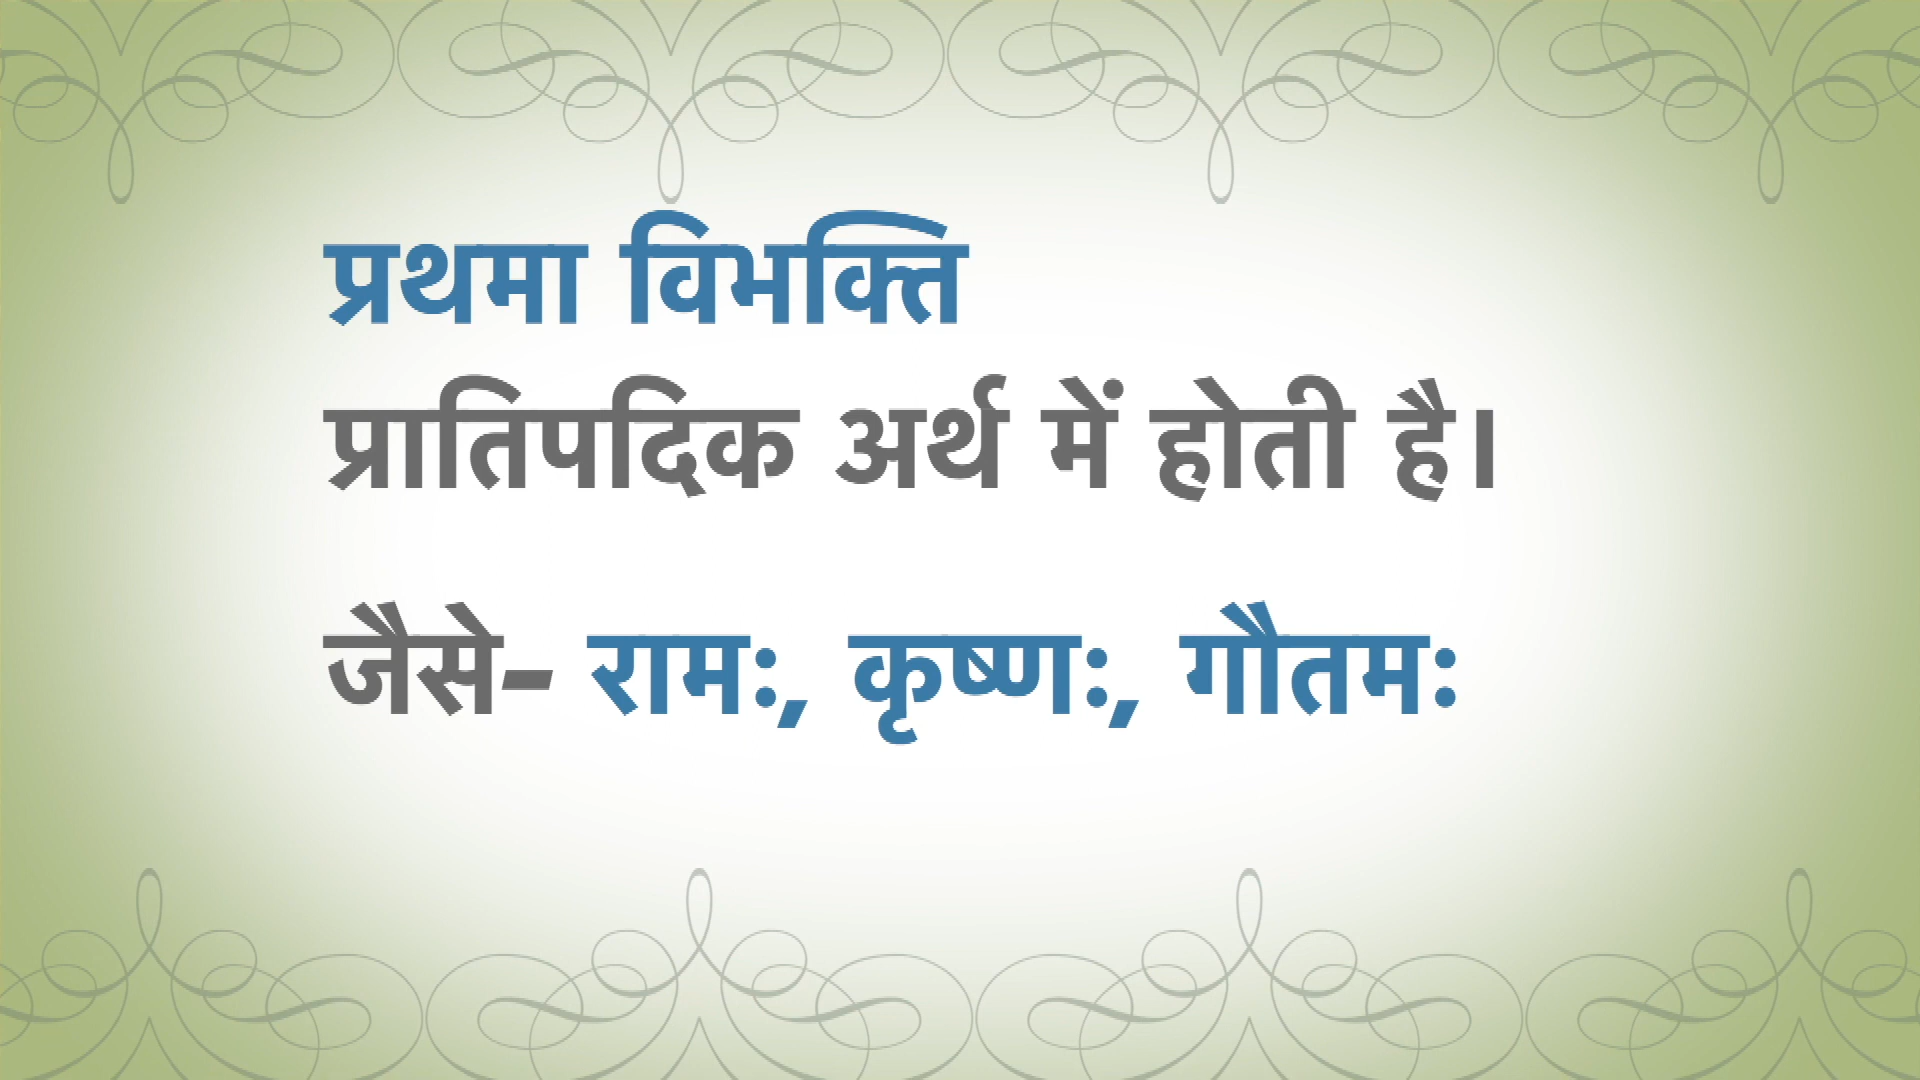 प्रथमा विभक्ति
प्रातिपदिक अर्थ में होती है।
जैसे- रामः, कृष्णः, गौतमः